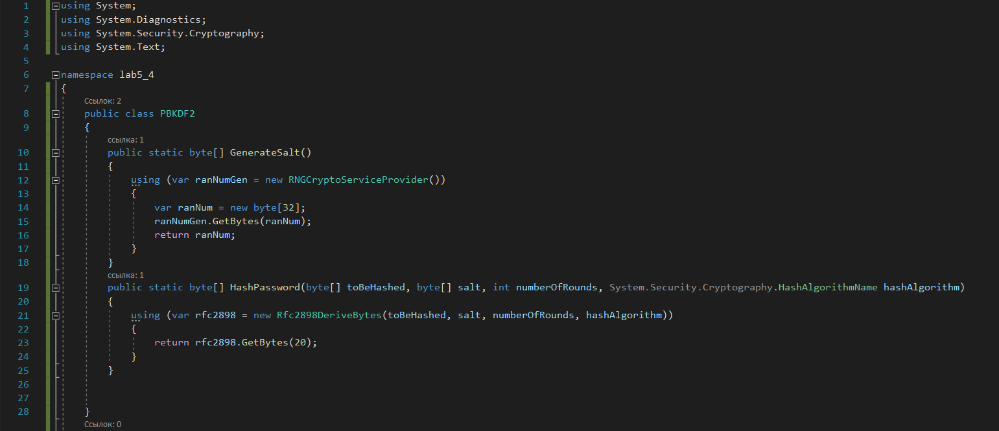 1 using System;
2 using System.Diagnostics;
3 using System.Security.Cryptography;
4 using System.Text;
5
6 namespace lab5_4
7 {
Ссылок: 2
8 public class PBKDF2
9 {
ссылка: 1
10 public static byte[] GenerateSalt()
11 {
12 using (var ranNumGen = new RNGCryptoServiceProvider())
13 {
14 var ranNum = new byte[32];
15 ranNumGen.GetBytes(ranNum);
16 return ranNum;
17 }
18 }
ссылка: 1
19 public static byte[] HashPassword(byte[] toBeHashed, byte[] salt, int numberOfRounds, System.Security.Cryptography.HashAlgorithmName hashAlgorithm)
20 {
21 using (var rfc2898 = new Rfc2898DeriveBytes(toBeHashed, salt, numberOfRounds, hashAlgorithm))
22 {
23 return rfc2898.GetBytes(20);
24 }
25 }
26
27
28 }
Ссылок: 0